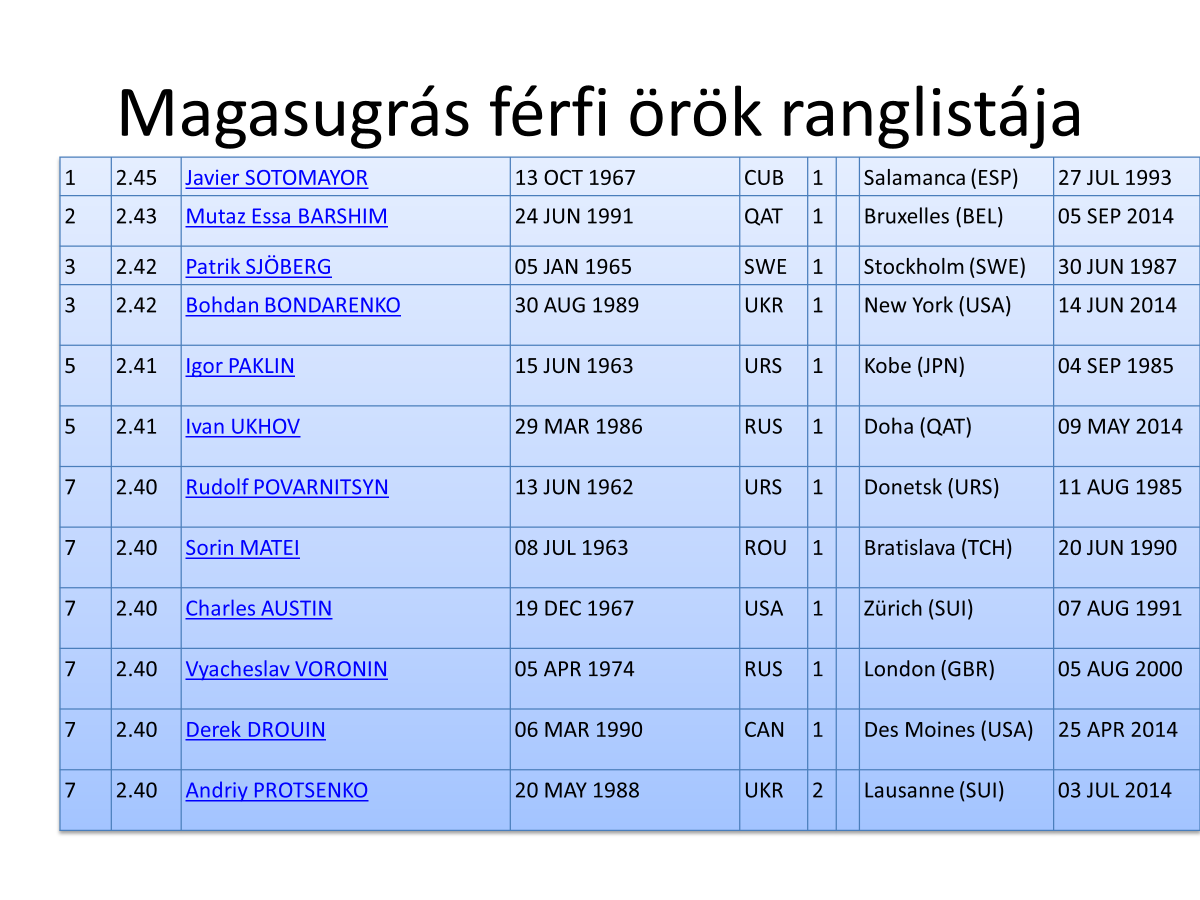 Magasugrás férfi örök ranglistája
1 2.45 Javier SOTOMAYOR 13 OCT 1967 CUB 1 Salamanca (ESP) 27 JUL 1993
2 2.43 Mutaz Essa BARSHIM 24 JUN 1991 QAT 1 Bruxelles (BEL) 05 SEP 2014
3 2.42 Patrik SJÖBERG 05 JAN 1965 SWE 1 Stockholm (SWE) 30 JUN 1987
3 2.42 Bohdan BONDARENKO 30 AUG 1989 UKR 1 New York (USA) 14 JUN 2014
5 2.41 Igor PAKLIN 15 JUN 1963 URS 1 Kobe (JPN) 04 SEP 1985
5 2.41 Ivan UKHOV 29 MAR 1986 RUS 1 Doha (QAT) 09 MAY 2014
7 2.40 Rudolf POVARNITSYN 13 JUN 1962 URS 1 Donetsk (URS) 11 AUG 1985
7 2.40 Sorin MATEI 08 JUL 1963 ROU 1 Bratislava (TCH) 20 JUN 1990
7 2.40 Charles AUSTIN 19 DEC 1967 USA 1 Zürich (SUI) 07 AUG 1991
7 2.40 Vyacheslav VORONIN 05 APR 1974 RUS 1 London (GBR) 05 AUG 2000
7 2.40 Derek DROUIN 06 MAR 1990 CAN 1 Des Moines (USA) 25 APR 2014
7 2.40 Andriy PROTSENKO 20 MAY 1988 UKR 2 Lausanne (SUI) 03 JUL 2014